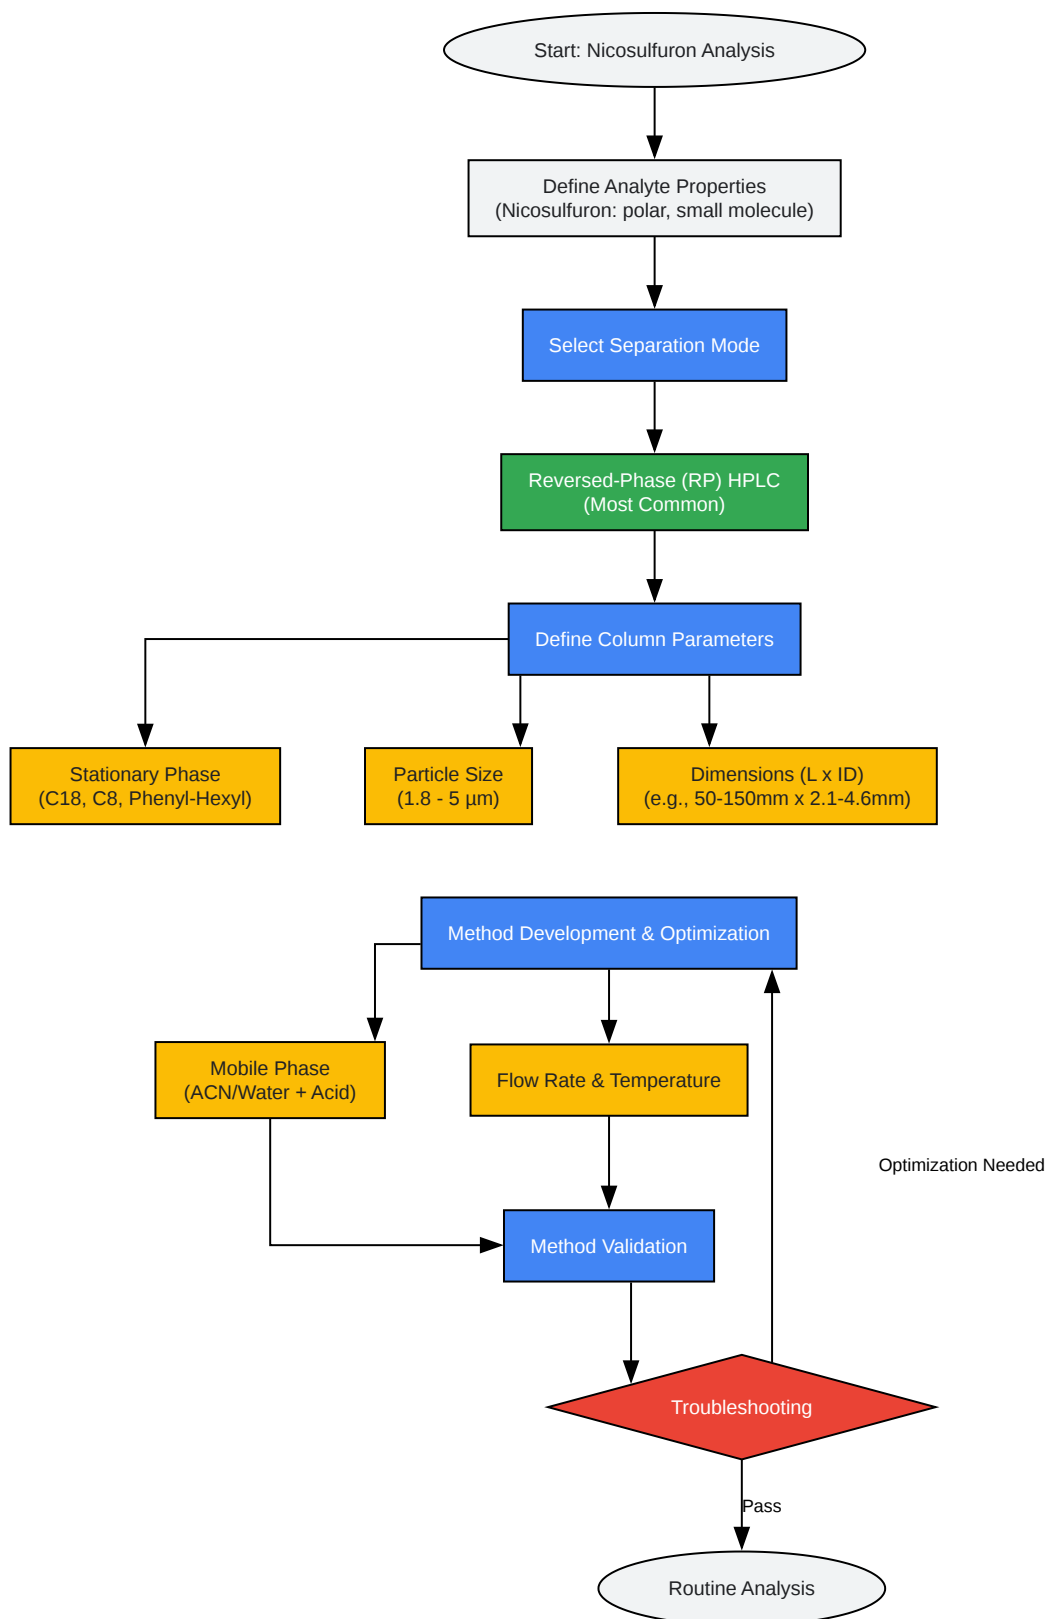 Start: Nicosulfuron Analysis
Define Analyte Properties
(Nicosulfuron: polar, small molecule)
Select Separation Mode
Reversed-Phase (RP) HPLC
(Most Common)
Define Column Parameters
Stationary Phase
(C18, C8, Phenyl-Hexyl)
Particle Size
(1.8 - 5 µm)
Dimensions (L x ID)
(e.g., 50-150mm x 2.1-4.6mm)
Method Development & Optimization
Mobile Phase
(ACN/Water + Acid)
Flow Rate & Temperature
Optimization Needed
Method Validation
Troubleshooting
Pass
Routine Analysis